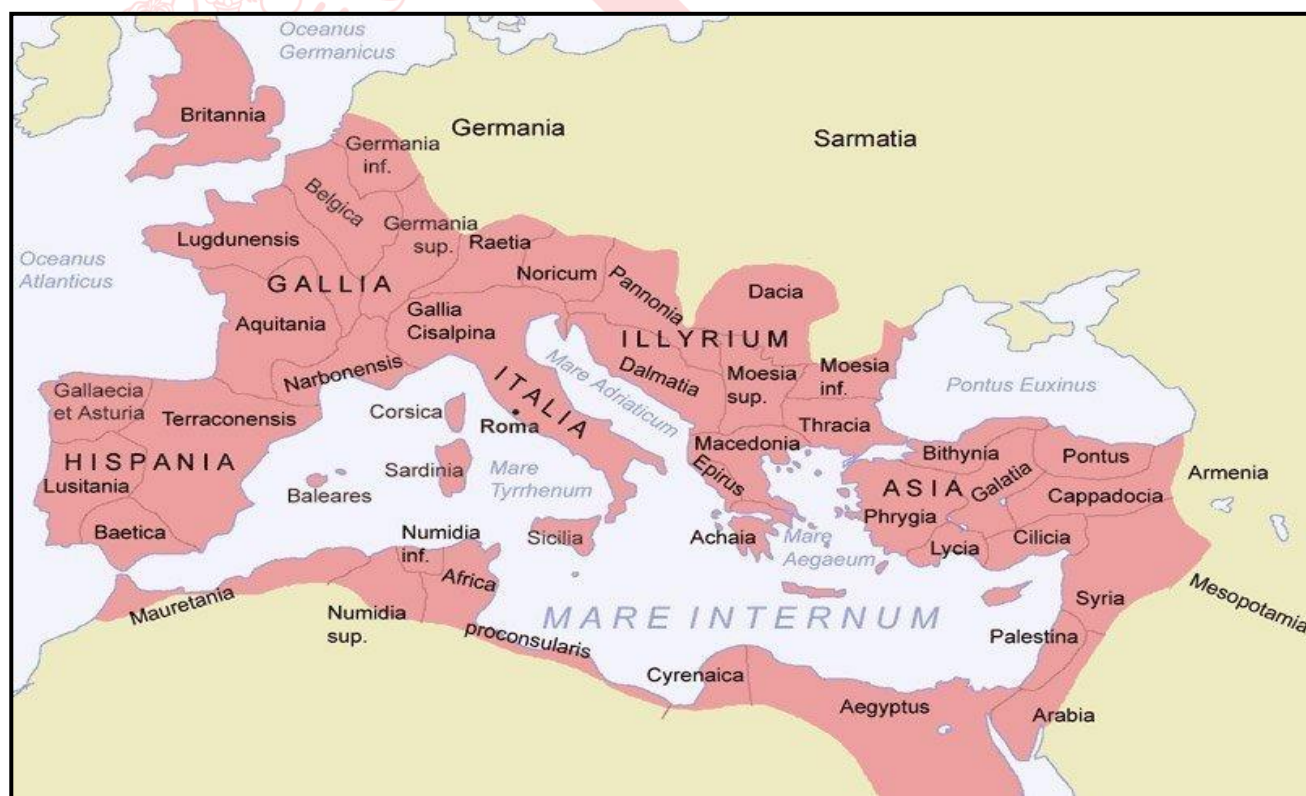 Oceanus
Germanicus
Britannia
Germania
Sarmatia
Germania
inf.
Belgica
Oceanus
Atlanticus
Lugdunensis
Germania
sup.
Raetia
Noricum
Pannonia
Dacia
GALLIA
Gallia
Cisalpina
Aquitania
ILLYRIUM
Narbonensis
Mare Adriaticum
Dalmatia
Moesia
sup.
Moesia
inf.
Pontus Euxinus
Gallaecia
et Asturia
Terraconensis
Corsica
ITALIA
Roma
Thracia
Macedonia
Epirus
Bithynia
Pontus
Armenia
HISPANIA
Lusitania
Sardinia
Mare
Tyrrhenum
Baleares
ASIA
Galatia
Cappadocia
Phrygia
Baetica
Numidia
inf.
Sicilia
Achaia
Mare
Aegaeum
Lycia
Cilicia
Africa
Mauretania
Numidia
sup.
proconsularis
MARE INTERNUM
Syria
Mesopotamia
Palestina
Cyrenaica
Aegyptus
Arabia